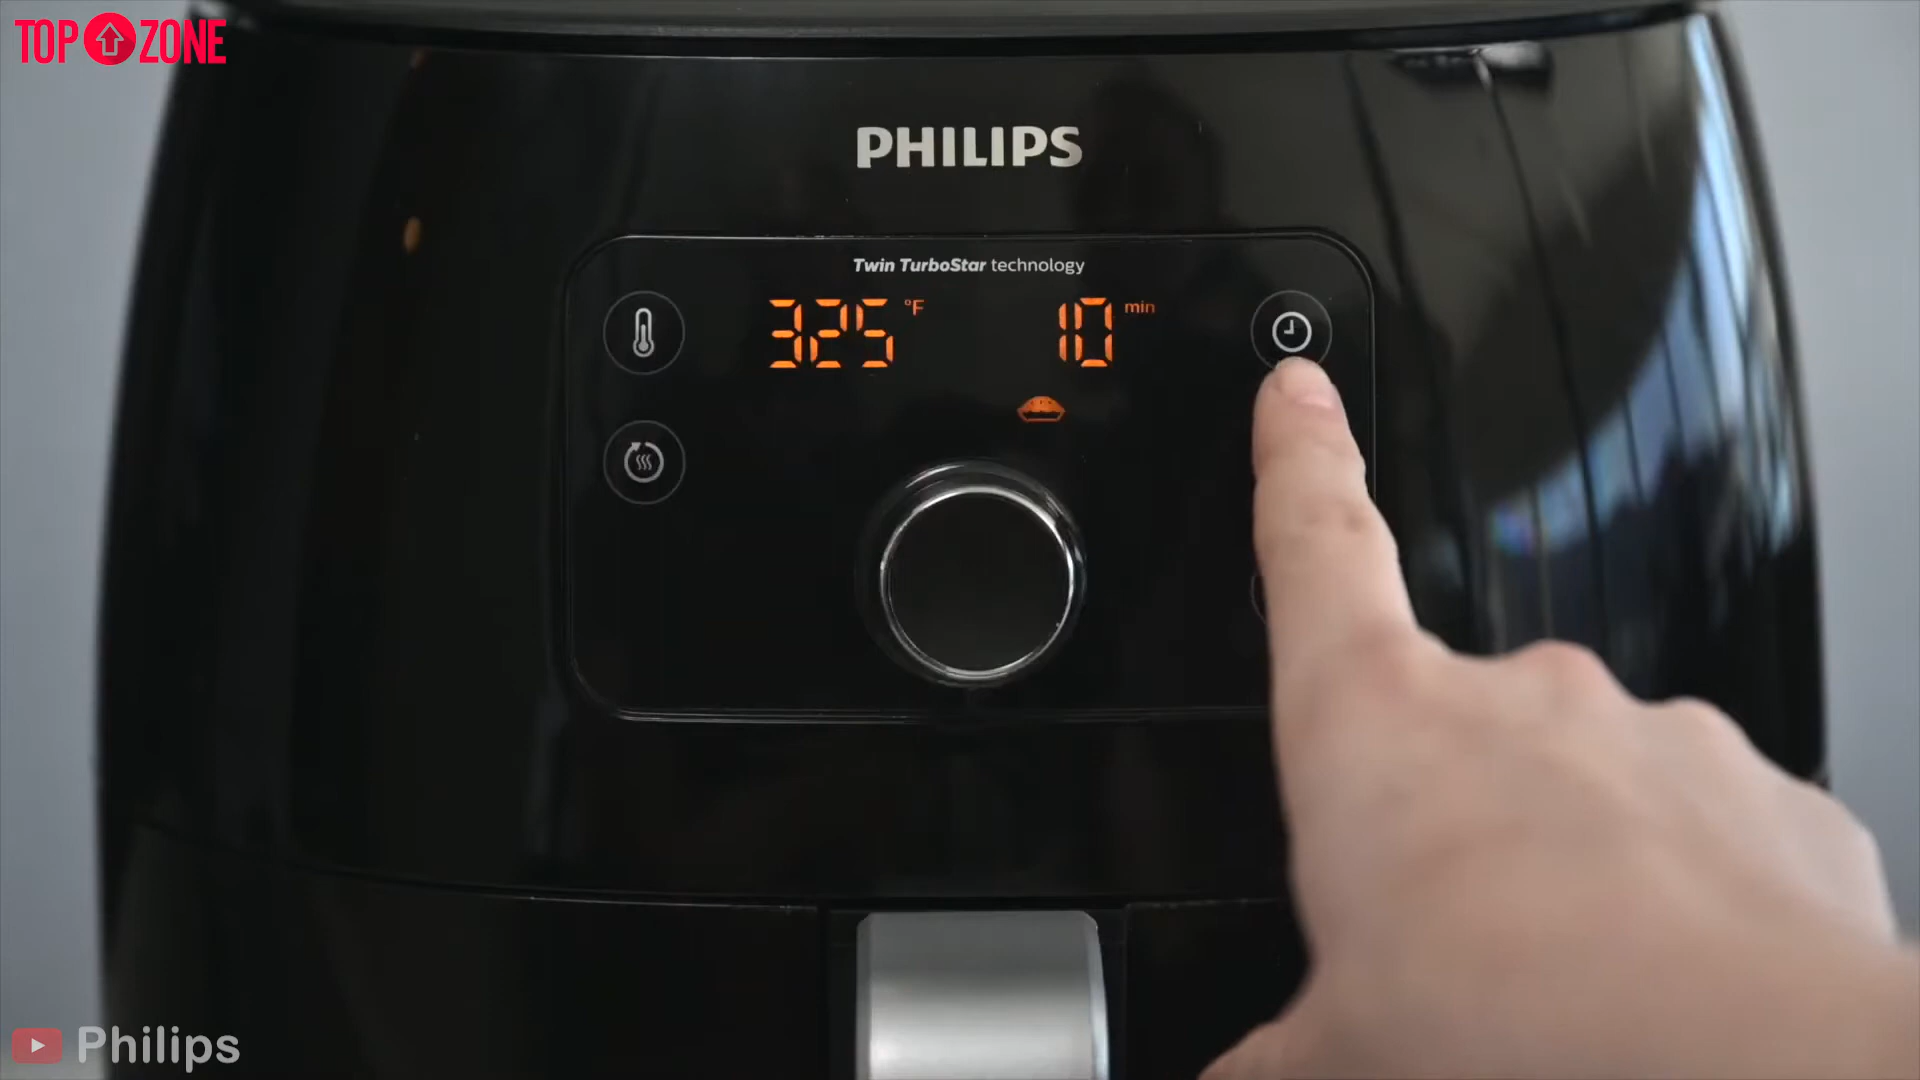 TOP ZONE
PHILIPS
Twin TurboStar technology
325 °F 10 min
Philips